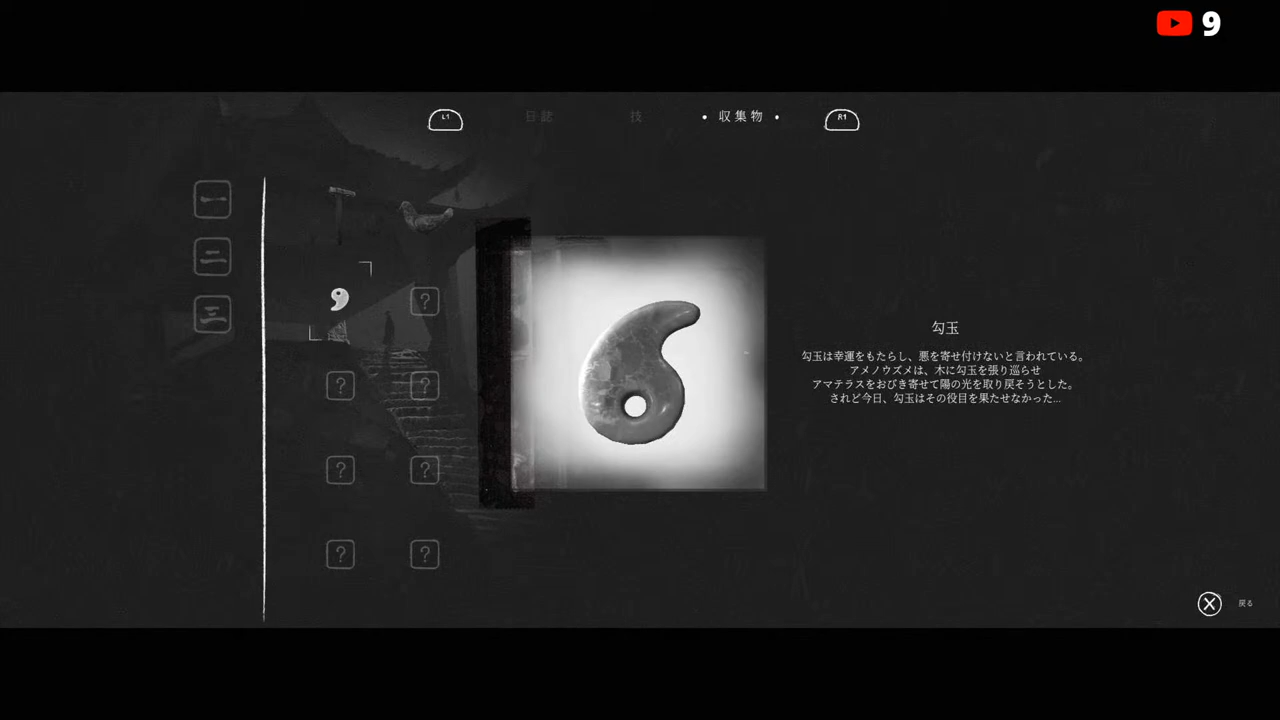 9
L1
日誌
技
• 収集物 •
R1
一
二
三
?
?
?
?
?
?
?
勾玉
勾玉は幸運をもたらし、悪を寄せ付けないと言われている。
アメノウズメは、木に勾玉を張り巡らせ
アマテラスをおびき寄せて陽の光を取り戻そうとした。
されど今日、勾玉はその役目を果たせなかった...
戻る